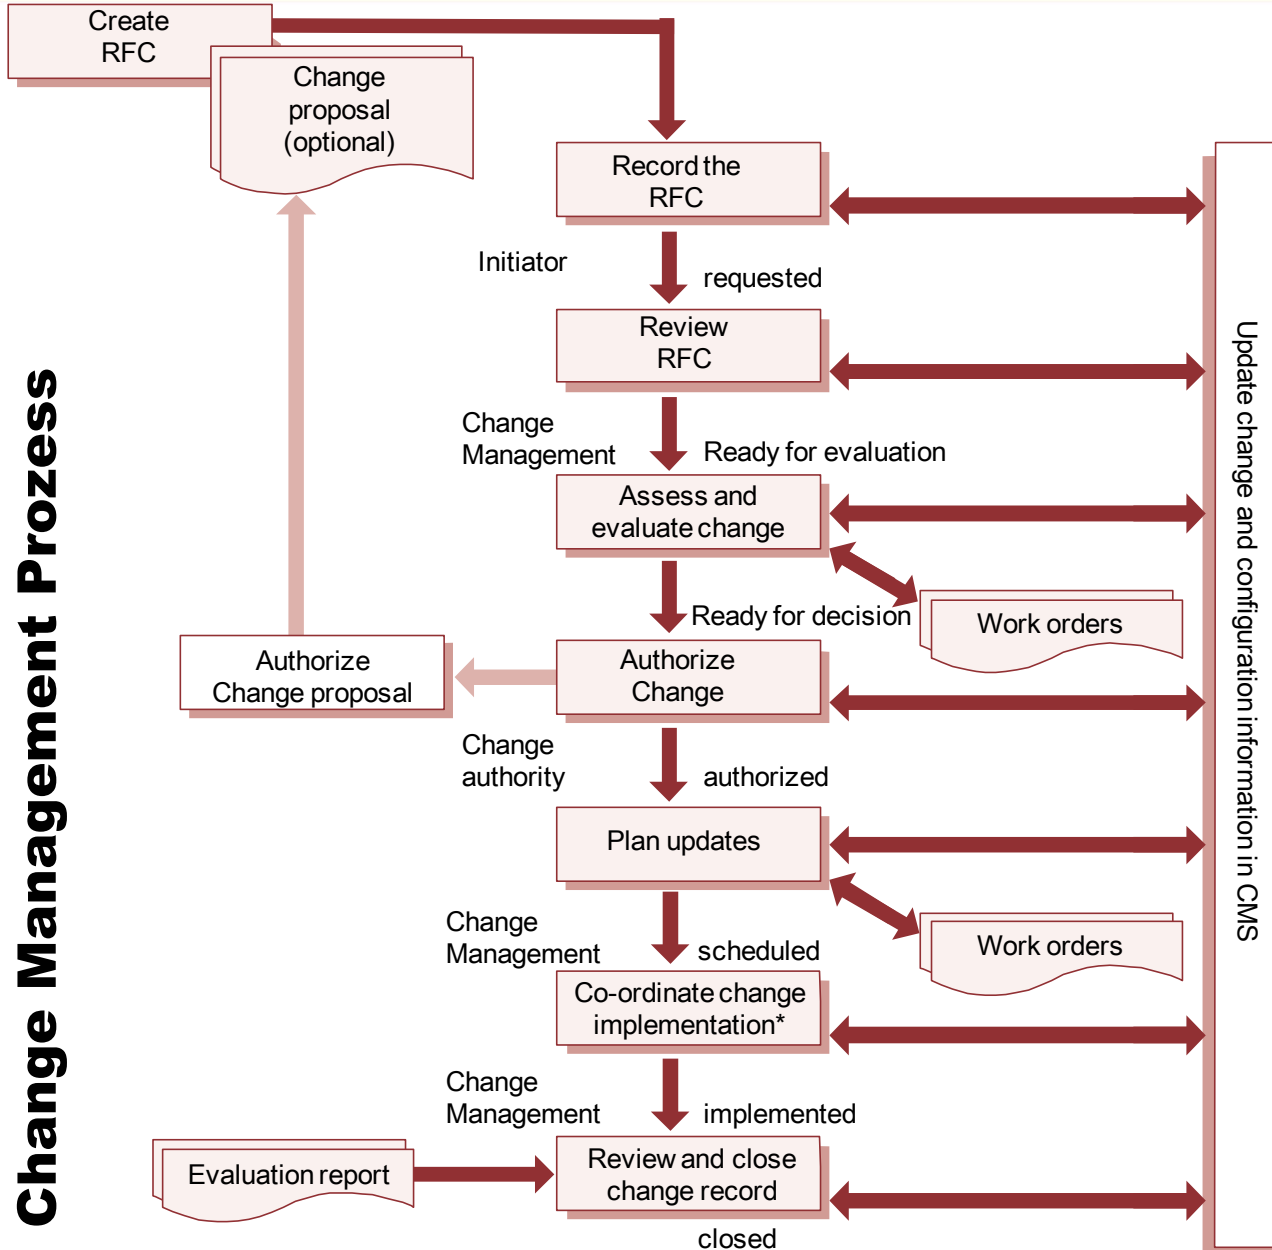 Create
RFC
Change
proposal
(optional)
Record the
RFC
Initiator
requested
Review
RFC
Change
Management
Ready for evaluation
Assess and
evaluate change
Ready for decision
Work orders
Authorize
Change proposal
Authorize
Change
Change
authority
authorized
Plan updates
Change
Management
scheduled
Work orders
Co-ordinate change
implementation*
Change
Management
implemented
Evaluation report
Review and close
change record
closed
Update change and configuration information in CMS
Change Management Prozess